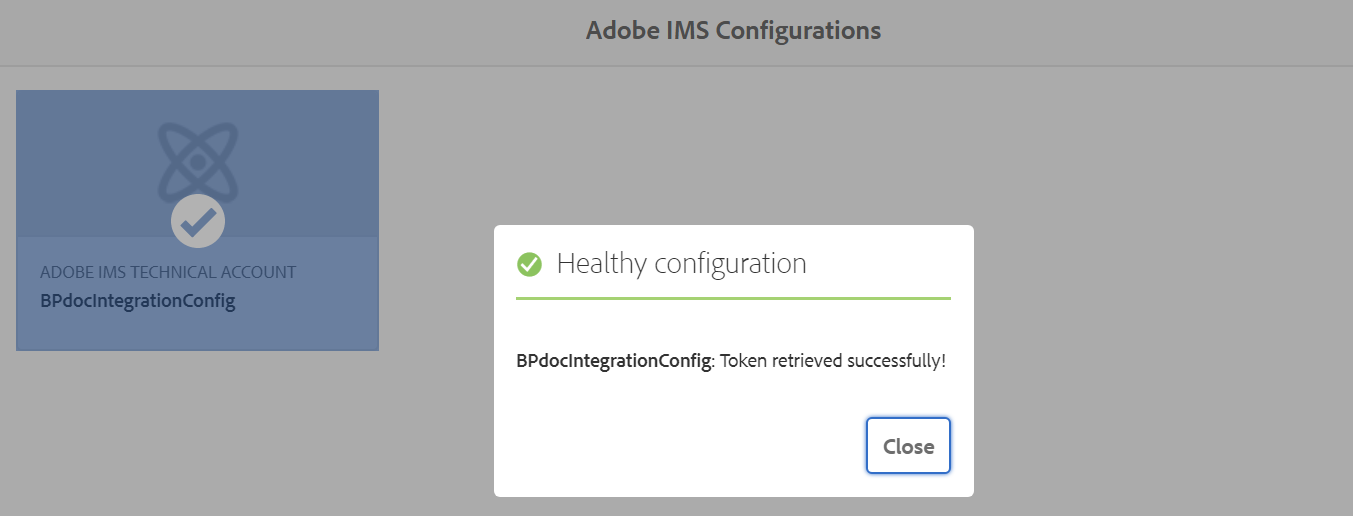 Adobe IMS Configurations
ADOBE IMS TECHNICAL ACCOUNT
BPdocIntegrationConfig
Healthy configuration
BPdocIntegrationConfig: Token retrieved successfully!
Close